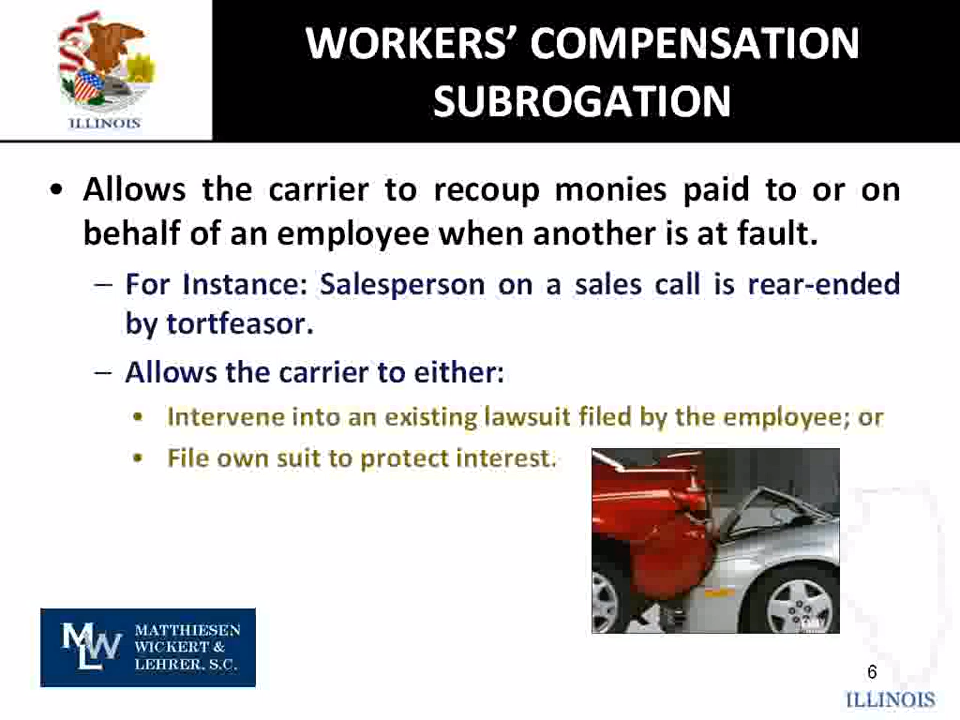 ILLINOIS
WORKERS' COMPENSATION
SUBROGATION
• Allows the carrier to recoup monies paid to or on
behalf of an employee when another is at fault.
– For Instance: Salesperson on a sales call is rear-ended
by tortfeasor.
– Allows the carrier to either:
• Intervene into an existing lawsuit filed by the employee; or
• File own suit to protect interest.
MLW
MATTHIESEN
WICKERT &
LEHRER, S.C.
6
ILLINOIS